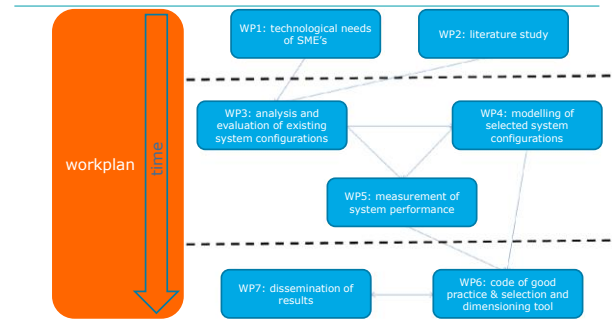 WP1: technological needs
of SME's
WP2: literature study
WP3: analysis and
evaluation of existing
system configurations
WP4: modelling of
selected system
configurations
workplan
time
WP5: measurement of
system performance
WP7: dissemination of
results
WP6: code of good
practice & selection and
dimensioning tool